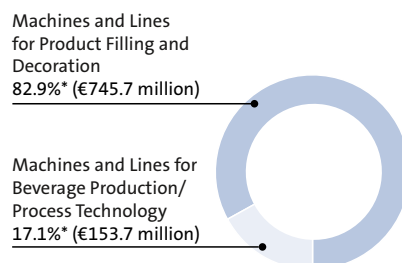 Machines and Lines
for Product Filling and
Decoration
82.9%* (€745.7 million)
Machines and Lines for
Beverage Production/
Process Technology
17.1%* (€153.7 million)